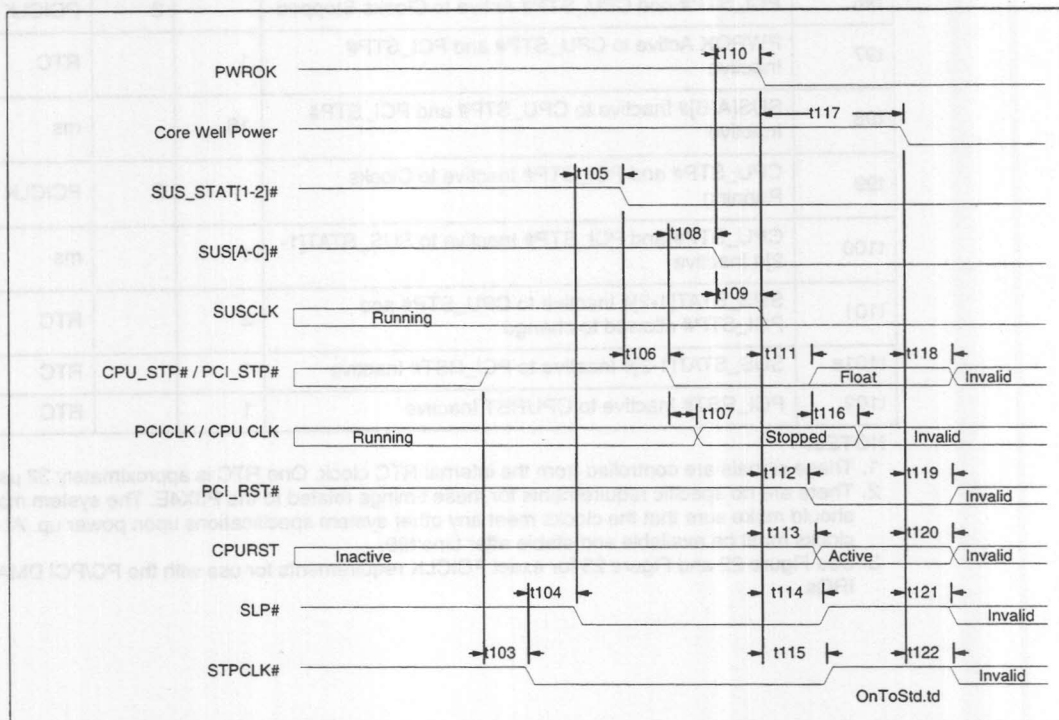 t110
PWROK
t117
Core Well Power
t105
SUS_STAT[1-2]#
t108
SUS[A-C]#
t109
SUSCLK
Running
t106
t111
t118
CPU_STP# / PCI_STP#
Float
Invalid
t107
t116
PCICLK / CPU CLK
Running
Stopped
Invalid
t112
t119
PCI_RST#
Invalid
t113
t120
CPURST
Inactive
Active
Invalid
t104
t114
t121
SLP#
Invalid
t103
t115
t122
STPCLK#
Invalid
OnToStd.td